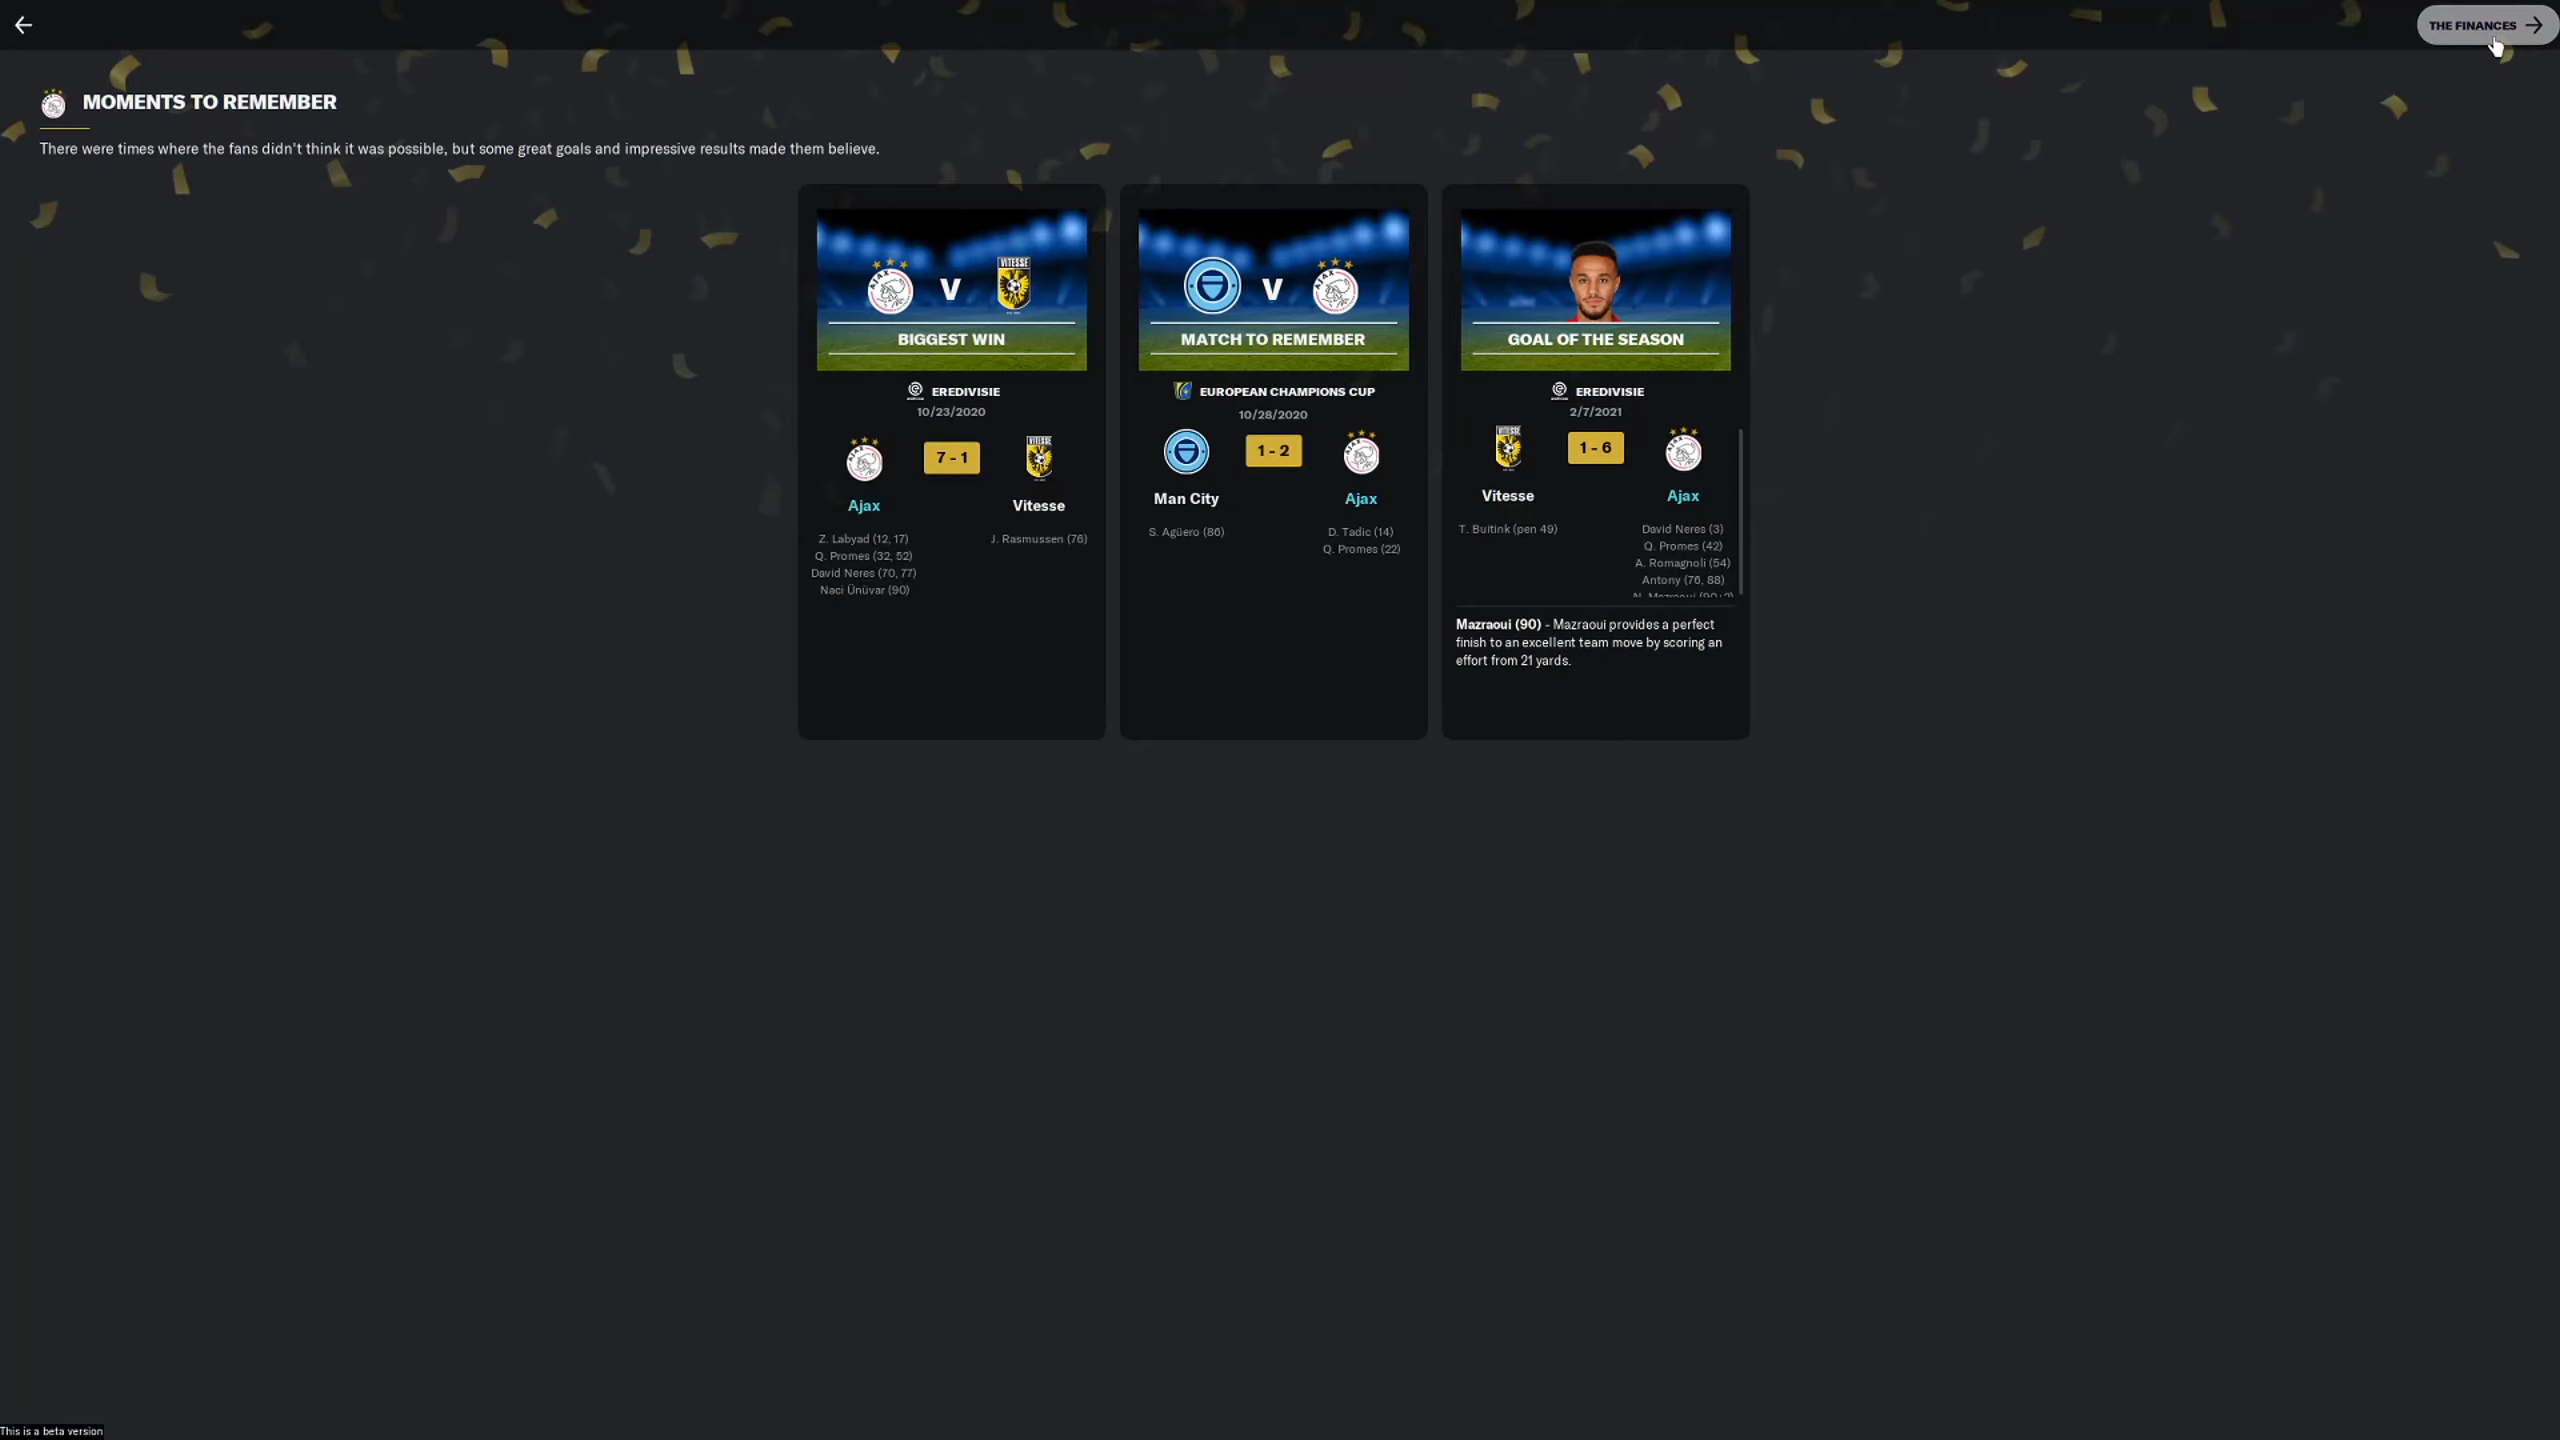 THE FINANCES
MOMENTS TO REMEMBER
There were times where the fans didn't think it was possible, but some great goals and impressive results made them believe.
AJAX V VITESSE
BIGGEST WIN
EREDIVISIE
10/23/2020
7 - 1
Ajax
Vitesse
Z. Labyad (12, 17)
Q. Promes (32, 52)
David Neres (70, 77)
Naci Ünüvar (90)
J. Rasmussen (76)
V AJAX
MATCH TO REMEMBER
EUROPEAN CHAMPIONS CUP
10/28/2020
1 - 2
Man City
Ajax
S. Agüero (86)
D. Tadic (14)
Q. Promes (22)
GOAL OF THE SEASON
EREDIVISIE
2/7/2021
1 - 6
Vitesse
Ajax
T. Buitink (pen 49)
David Neres (3)
Q. Promes (42)
A. Romagnoli (54)
Antony (76, 88)
N. Mazraoui (90+2)
Mazraoui (90) - Mazraoui provides a perfect
finish to an excellent team move by scoring an
effort from 21 yards.
This is a beta version